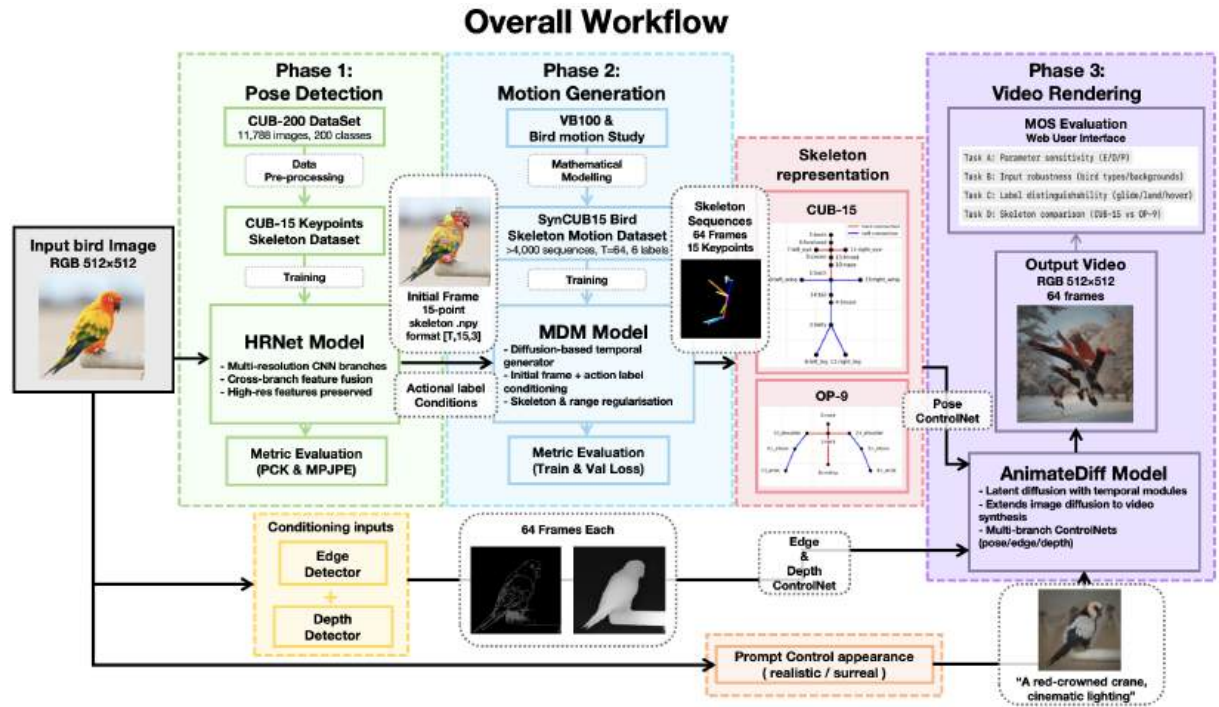 Overall Workflow
Phase 1:
Pose Detection
CUB-200 DataSet
11,788 images, 200 classes
Data
Pre-processing
CUB-15 Keypoints
Skeleton Dataset
Training
HRNet Model
- Multi-resolution CNN branches
- Cross-branch feature fusion
- High-res features preserved
Metric Evaluation
(PCK & MPJPE)
Input bird Image
RGB 512×512
Initial Frame
15-point
skeleton .npy
format [T,15,3]
Actional label
Conditions
Phase 2:
Motion Generation
VB100 &
Bird motion Study
Mathematical
Modelling
SynCUB15 Bird
Skeleton Motion Dataset
>4,000 sequences, T=64, 6 labels
Training
MDM Model
- Diffusion-based temporal
generator
- Initial frame + action label
conditioning
- Skeleton & range regularisation
Metric Evaluation
(Train & Val Loss)
Skeleton
Sequences
64 Frames
15 Keypoints
Skeleton
representation
CUB-15
OP-9
Pose
ControlNet
Phase 3:
Video Rendering
MOS Evaluation
Web User Interface
Task A: Parameter sensitivity (E/D/P)
Task B: Input robustness (bird types/backgrounds)
Task C: Label distinguishability (glide/land/hover)
Task D: Skeleton comparison (CUB-15 vs OP-9)
Output Video
RGB 512×512
64 frames
AnimateDiff Model
- Latent diffusion with temporal modules
- Extends image diffusion to video
synthesis
- Multi-branch ControlNets
(pose/edge/depth)
Conditioning inputs
Edge
Detector
+
Depth
Detector
64 Frames Each
Edge
&
Depth
ControlNet
Prompt Control appearance
( realistic / surreal )
"A red-crowned crane,
cinematic lighting"